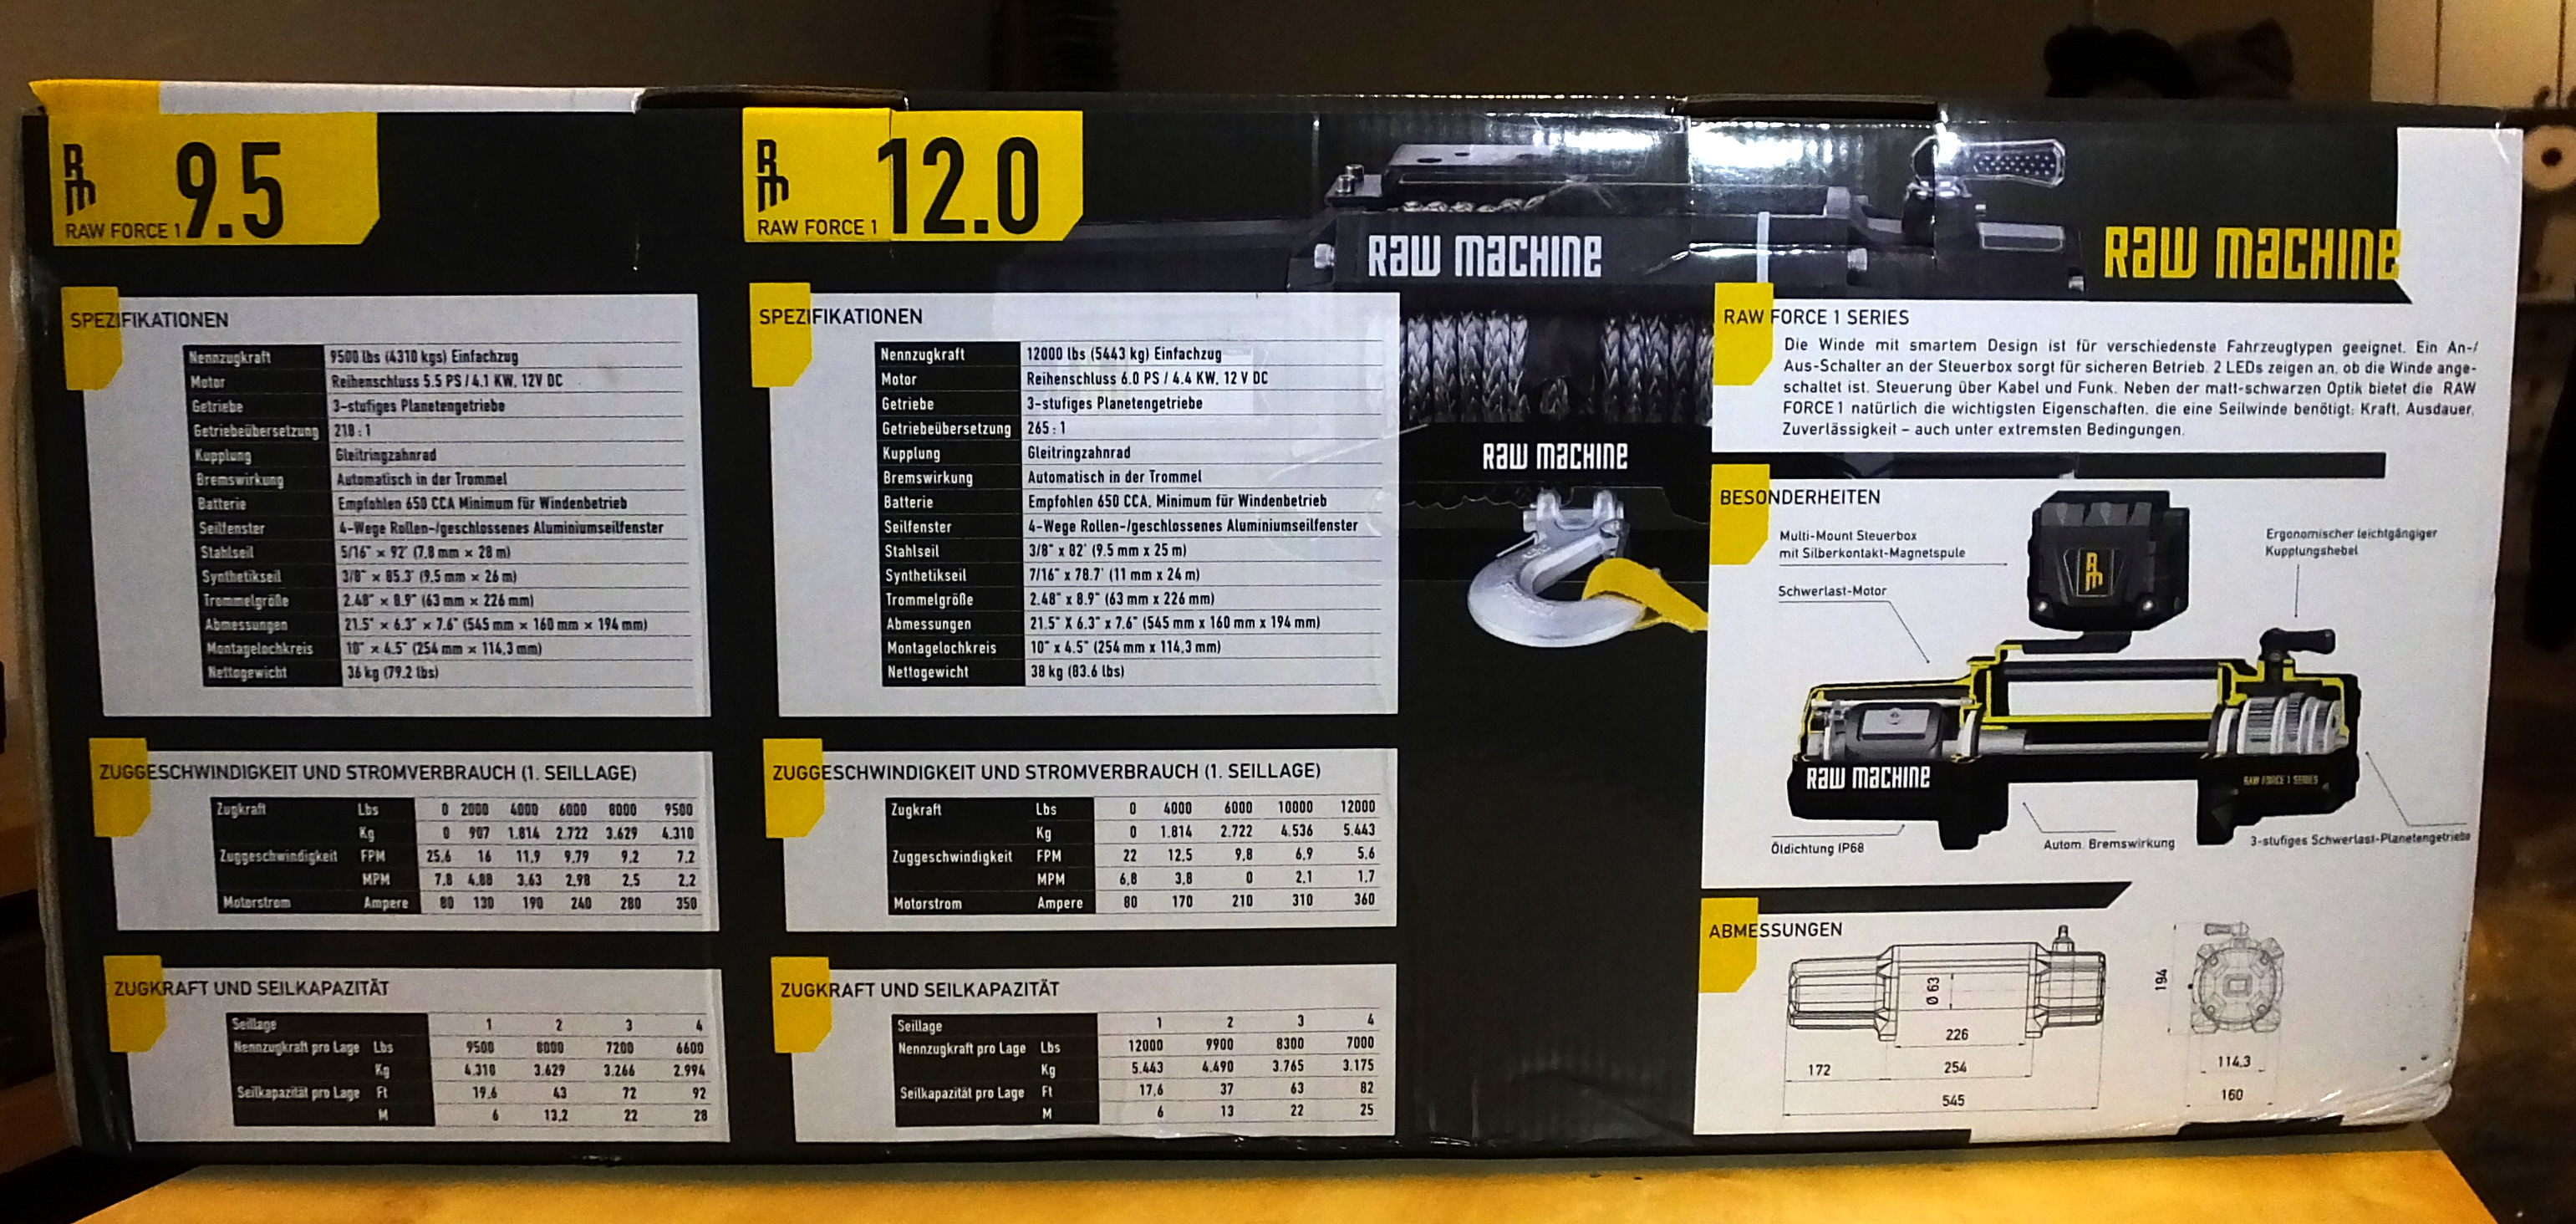 RM
RAW FORCE 1 9.5
SPEZIFIKATIONEN
Nennzugkraft 9500 lbs (4310 kgs) Einfachzug
Motor Reihenschluss 5.5 PS / 4.1 KW, 12V DC
Getriebe 3-stufiges Planetengetriebe
Getriebeübersetzung 218 : 1
Kupplung Gleitringzahnrad
Bremswirkung Automatisch in der Trommel
Batterie Empfohlen 650 CCA Minimum für Windenbetrieb
Seilfenster 4-Wege Rollen-/geschlossenes Aluminiumseilfenster
Stahlseil 5/16" × 92' (7.8 mm × 28 m)
Synthetikseil 3/8" × 85.3' (9.5 mm × 26 m)
Trommelgröße 2.48" × 8.9" (63 mm × 226 mm)
Abmessungen 21.5" × 6.3" × 7.6" (545 mm × 160 mm × 194 mm)
Montagelochkreis 10" × 4.5" (254 mm × 114,3 mm)
Nettogewicht 36 kg (79.2 lbs)
ZUGGESCHWINDIGKEIT UND STROMVERBRAUCH (1. SEILLAGE)
Zugkraft Lbs 0 2000 4000 6000 8000 9500
Kg 0 907 1.814 2.722 3.629 4.310
Zuggeschwindigkeit FPM 25,6 16 11,9 9,79 9,2 7,2
MPM 7,8 4,88 3,63 2,98 2,5 2,2
Motorstrom Ampere 80 130 190 240 280 350
ZUGKRAFT UND SEILKAPAZITÄT
Seillage 1 2 3 4
Nennzugkraft pro Lage Lbs 9500 8000 7200 6600
Kg 4.310 3.629 3.266 2.994
Seilkapazität pro Lage Ft 19,6 43 72 92
M 6 13,2 22 28
RM
RAW FORCE 1 12.0
SPEZIFIKATIONEN
Nennzugkraft 12000 lbs (5443 kg) Einfachzug
Motor Reihenschluss 6.0 PS / 4.4 KW, 12 V DC
Getriebe 3-stufiges Planetengetriebe
Getriebeübersetzung 265 : 1
Kupplung Gleitringzahnrad
Bremswirkung Automatisch in der Trommel
Batterie Empfohlen 650 CCA, Minimum für Windenbetrieb
Seilfenster 4-Wege Rollen-/geschlossenes Aluminiumseilfenster
Stahlseil 3/8" x 82' (9.5 mm x 25 m)
Synthetikseil 7/16" x 78.7' (11 mm x 24 m)
Trommelgröße 2.48" x 8.9" (63 mm x 226 mm)
Abmessungen 21.5" X 6.3" x 7.6" (545 mm x 160 mm x 194 mm)
Montagelochkreis 10" x 4.5" (254 mm x 114,3 mm)
Nettogewicht 38 kg (83.6 lbs)
ZUGGESCHWINDIGKEIT UND STROMVERBRAUCH (1. SEILLAGE)
Zugkraft Lbs 0 4000 6000 10000 12000
Kg 0 1.814 2.722 4.536 5.443
Zuggeschwindigkeit FPM 22 12,5 9,8 6,9 5,6
MPM 6,8 3,8 0 2,1 1,7
Motorstrom Ampere 80 170 210 310 360
ZUGKRAFT UND SEILKAPAZITÄT
Seillage 1 2 3 4
Nennzugkraft pro Lage Lbs 12000 9900 8300 7000
Kg 5.443 4.490 3.765 3.175
Seilkapazität pro Lage Ft 17,6 37 63 82
M 6 13 22 25
RAW MACHINE
RAW MACHINE
RAW MACHINE
RAW FORCE 1 SERIES
Die Winde mit smartem Design ist für verschiedenste Fahrzeugtypen geeignet. Ein An-/
Aus-Schalter an der Steuerbox sorgt für sicheren Betrieb. 2 LEDs zeigen an, ob die Winde ange-
schaltet ist. Steuerung über Kabel und Funk. Neben der matt-schwarzen Optik bietet die RAW
FORCE 1 natürlich die wichtigsten Eigenschaften, die eine Seilwinde benötigt: Kraft, Ausdauer,
Zuverlässigkeit – auch unter extremsten Bedingungen.
BESONDERHEITEN
Multi-Mount Steuerbox
mit Silberkontakt-Magnetspule
Schwerlast-Motor
Ergonomischer leichtgängiger
Kupplungshebel
RM
RAW MACHINE
RAW FORCE 1 SERIES
Öldichtung IP68
Autom. Bremswirkung
3-stufiges Schwerlast-Planetengetriebe
ABMESSUNGEN
Ø 63
226
172
254
545
194
114,3
160